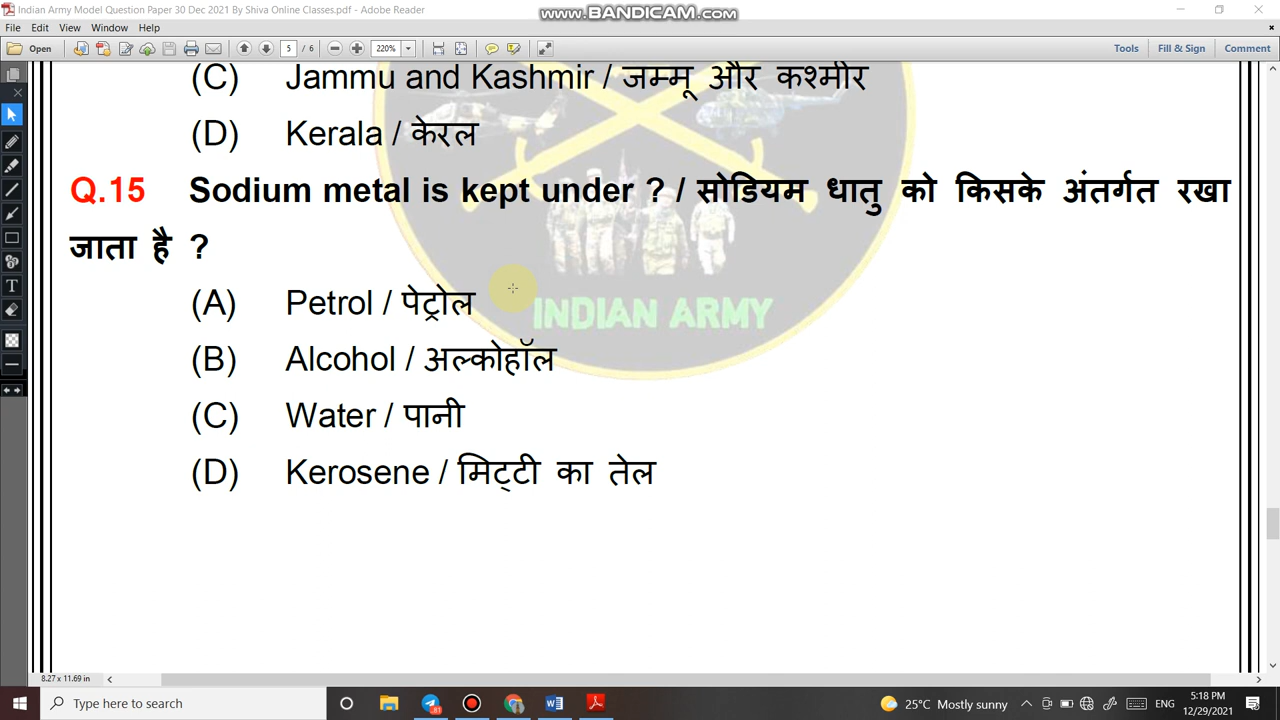 Indian Army Model Question Paper 30 Dec 2021 By Shiva Online Classes.pdf - Adobe Reader
www.BANDICAM.com
File Edit View Window Help
Open 5 / 6 220% Tools Fill & Sign Comment
(C) Jammu and Kashmir / जम्मू और कश्मीर
(D) Kerala / केरल
Q.15 Sodium metal is kept under ? / सोडियम धातु को किसके अंतर्गत रखा
जाता है ?
(A) Petrol / पेट्रोल
INDIAN ARMY
(B) Alcohol / अल्कोहॉल
(C) Water / पानी
(D) Kerosene / मिट्टी का तेल
8.27 x 11.69 in
Type here to search
81
25°C Mostly sunny
ENG
5:18 PM
12/29/2021